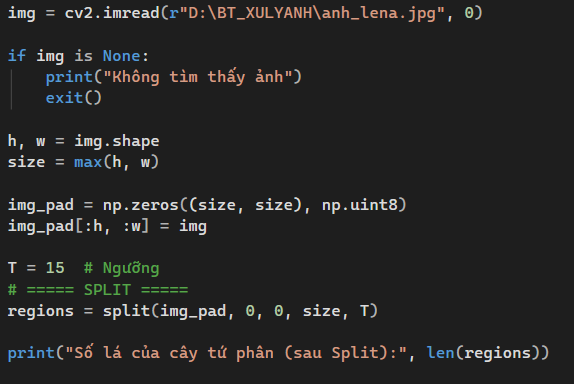 img = cv2.imread(r"D:\BT_XULYANH\anh_lena.jpg", 0)
if img is None:
    print("Không tìm thấy ảnh")
    exit()
h, w = img.shape
size = max(h, w)
img_pad = np.zeros((size, size), np.uint8)
img_pad[:h, :w] = img
T = 15  # Ngưỡng
# ===== SPLIT =====
regions = split(img_pad, 0, 0, size, T)
print("Số lá của cây tứ phân (sau Split):", len(regions))